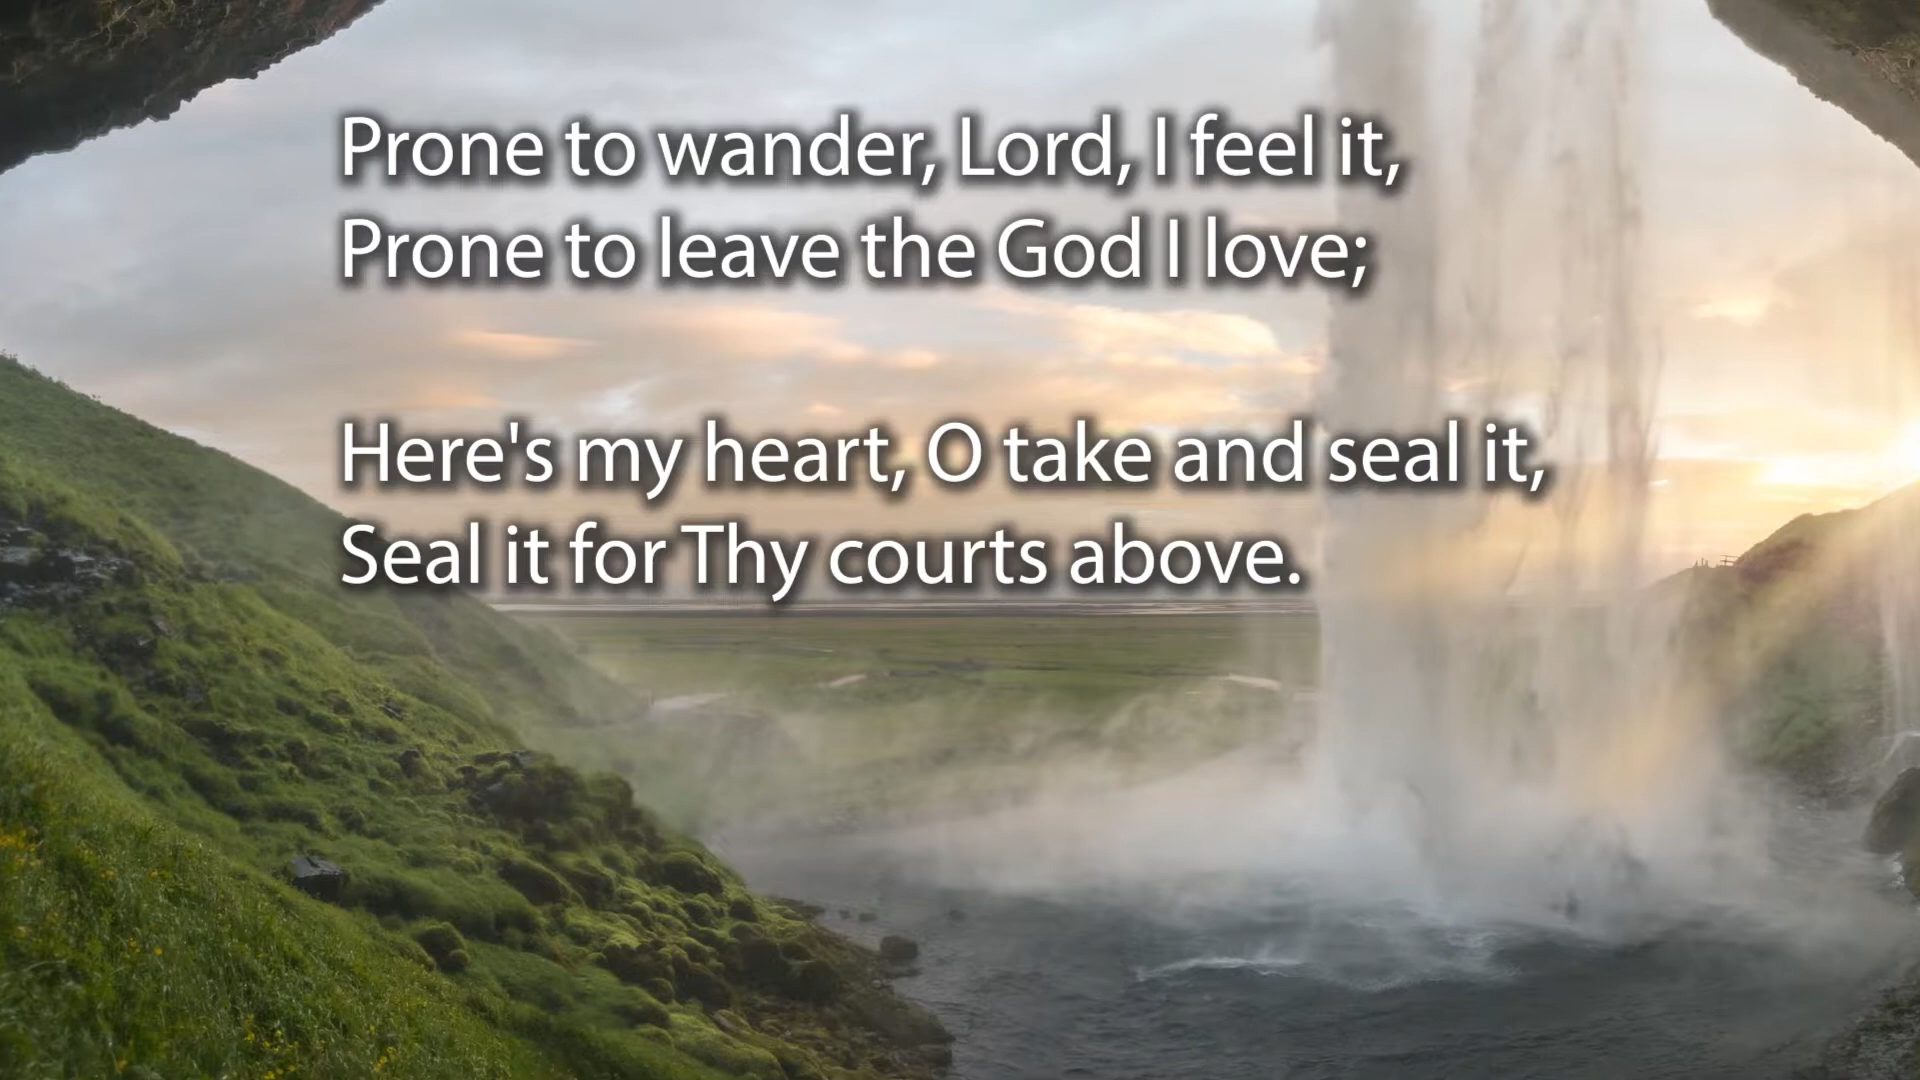 Prone to wander, Lord, I feel it,
Prone to leave the God I love;
Here's my heart, O take and seal it,
Seal it for Thy courts above.